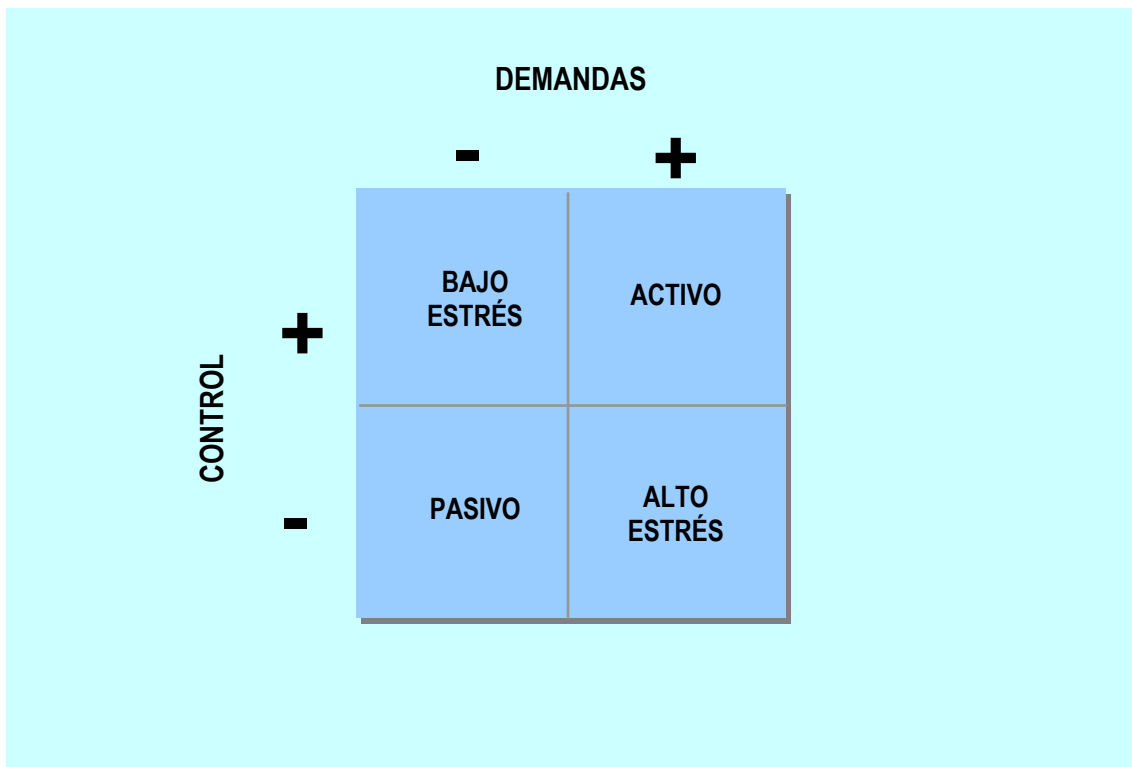 DEMANDAS
- +
BAJO
ESTRÉS
ACTIVO
+
CONTROL
-
PASIVO
ALTO
ESTRÉS